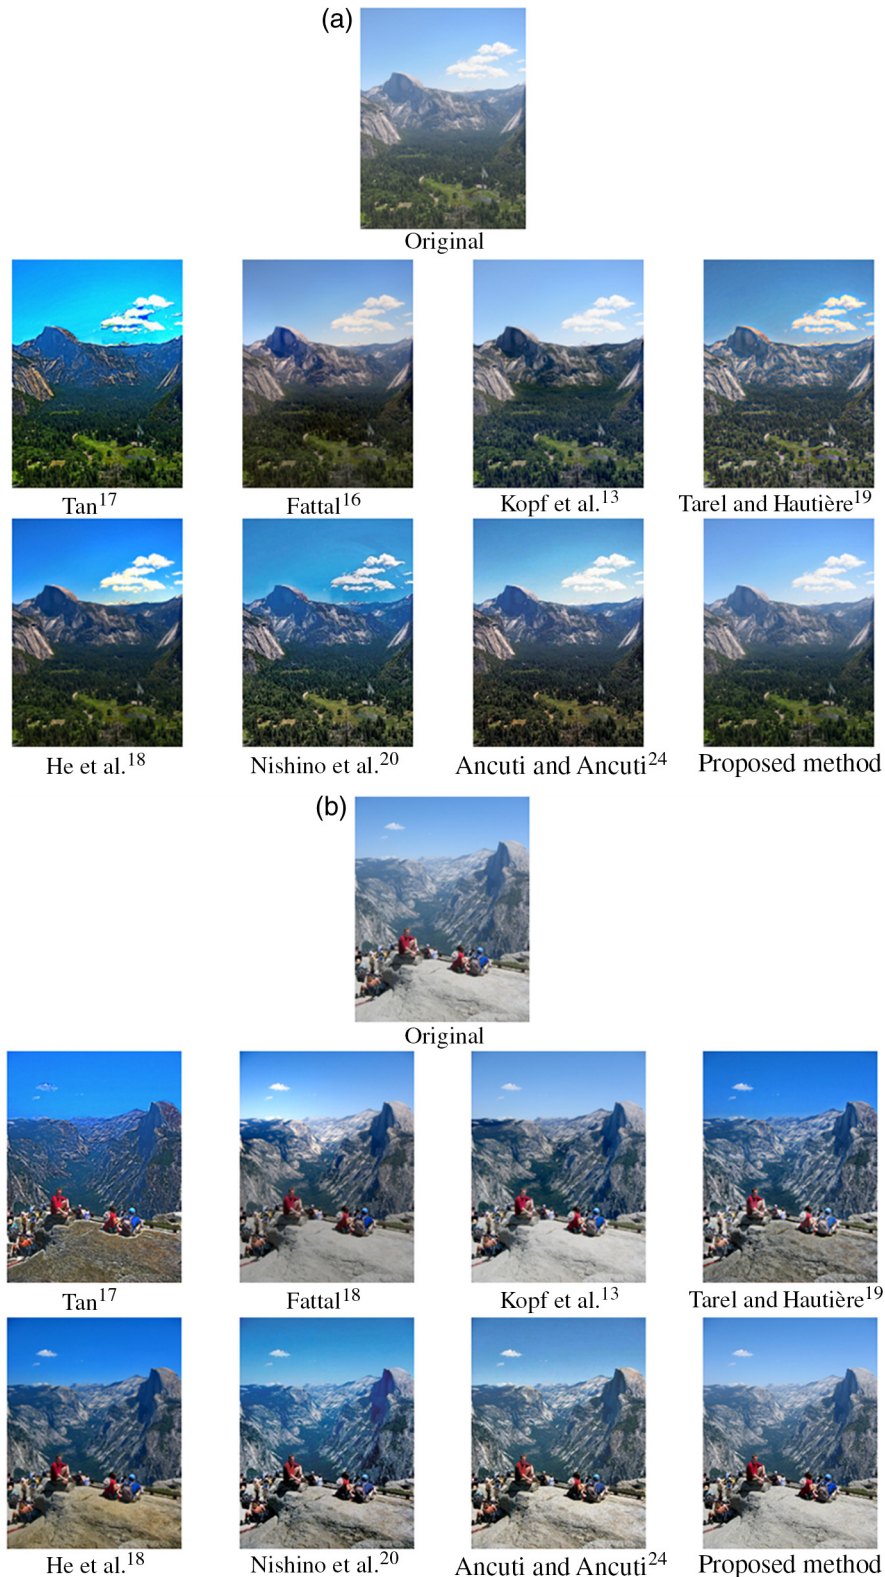 (a)
Original
Tan17 Fattal16 Kopf et al.13 Tarel and Hautière19
He et al.18 Nishino et al.20 Ancuti and Ancuti24 Proposed method
(b)
Original
Tan17 Fattal18 Kopf et al.13 Tarel and Hautière19
He et al.18 Nishino et al.20 Ancuti and Ancuti24 Proposed method